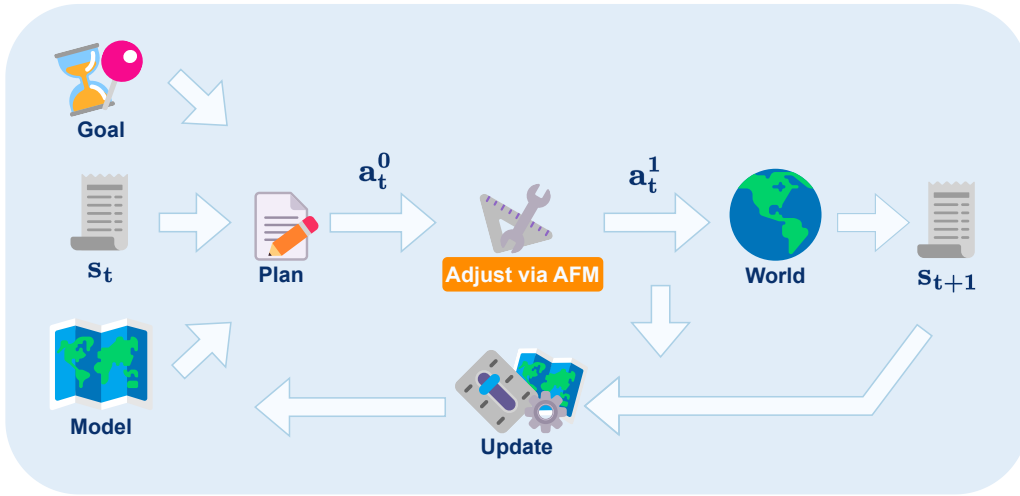 Goal
a_t^0
a_t^1
s_t
Plan
Adjust via AFM
World
s_{t+1}
Model
Update